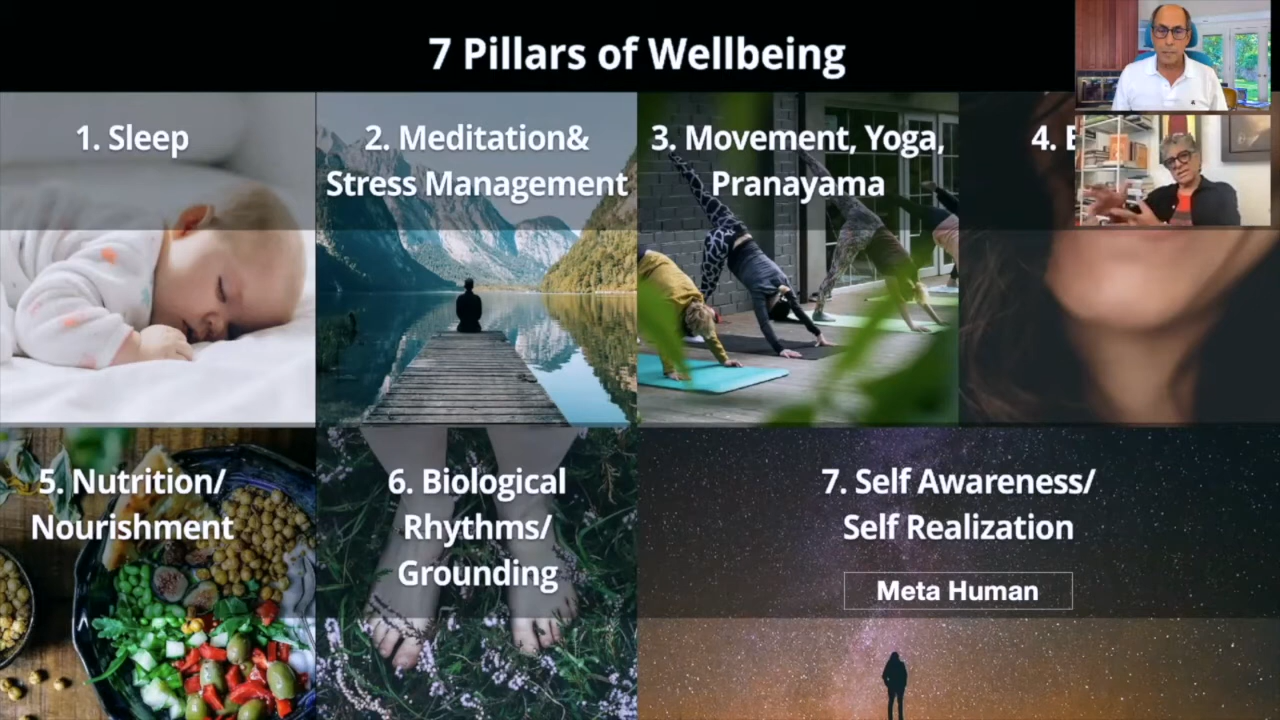 7 Pillars of Wellbeing
1. Sleep
2. Meditation&
Stress Management
3. Movement, Yoga,
Pranayama
4.
5. Nutrition/
Nourishment
6. Biological
Rhythms/
Grounding
7. Self Awareness/
Self Realization
Meta Human